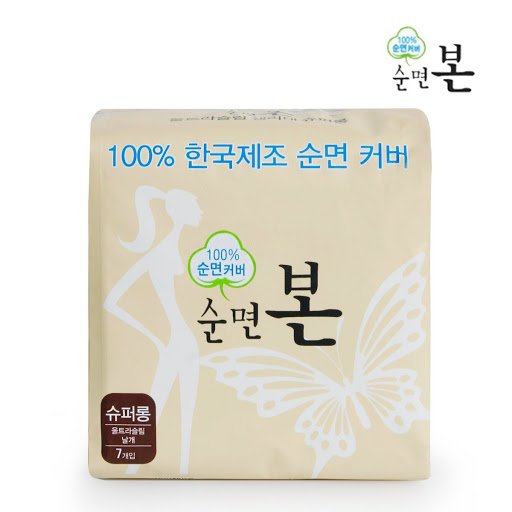 100%
순면커버
순면 본
100% 한국제조 순면 커버
100%
순면커버
순면 본
슈퍼롱
울트라슬림
날개
7개입